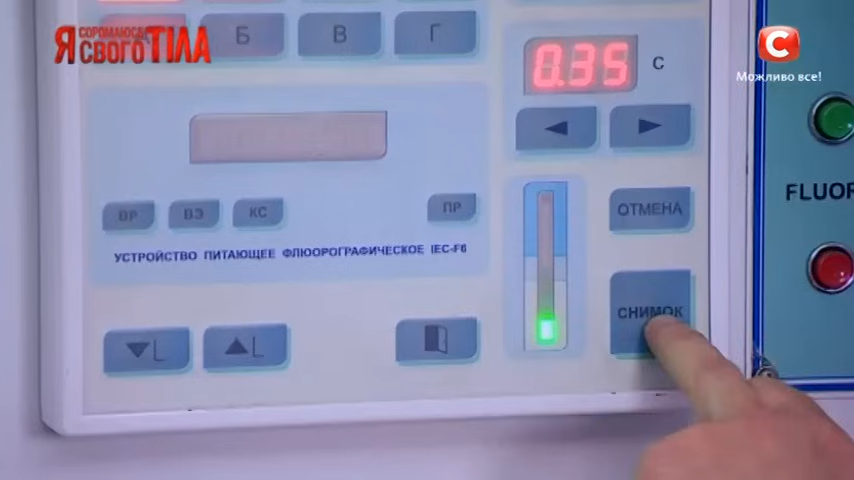 Я СОРОМЛЮСЬ СВОГО ТІЛА
Б В Г
0.35 С
Можливо все!
ВР ВЭ КС ПР
ОТМЕНА
FLUOR
УСТРОЙСТВО ПИТАЮЩЕЕ ФЛЮОРОГРАФИЧЕСКОЕ IEC-F6
СНИМОК
L L